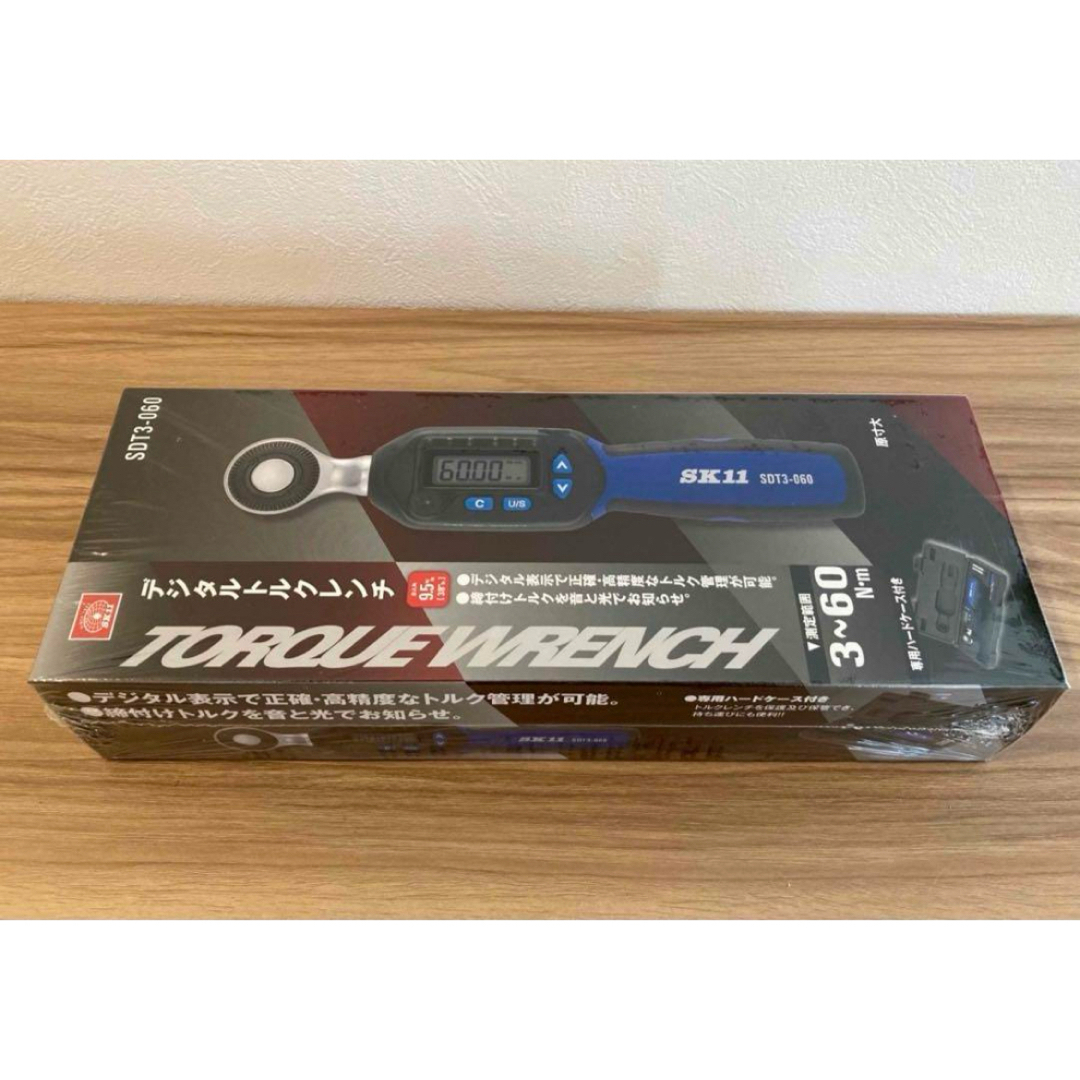 SDT3-060
60.00
C
U/S
SK11
SDT3-060
原寸大
SK11
デジタルトルクレンチ
差込角
9.5
●デジタル表示で正確・高精度なトルク管理が可能。
●締付けトルクを音と光でお知らせ。
TORQUE WRENCH
▼測定範囲
3~60
N・m
専用ハードケース付き
●デジタル表示で正確・高精度なトルク管理が可能。
●締付けトルクを音と光でお知らせ。
●専用ハードケース付き
トルクレンチを保護及び保管でき、
持ち運びにも便利!!
SK11 SDT3-060